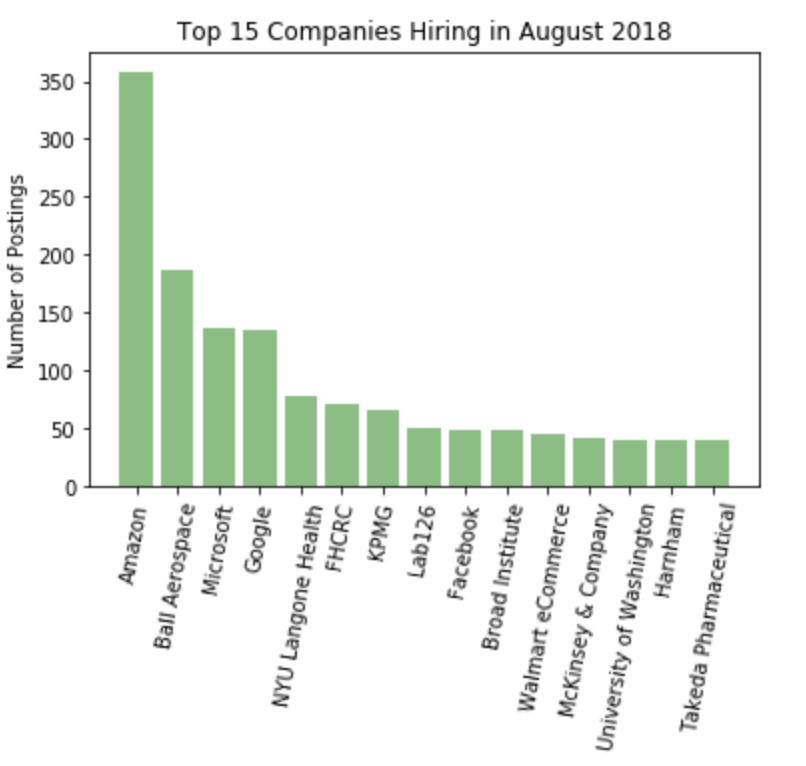 Top 15 Companies Hiring in August 2018
Number of Postings
350
300
250
200
150
100
50
0
Amazon
Ball Aerospace
Microsoft
Google
NYU Langone Health
FHCRC
KPMG
Lab126
Facebook
Broad Institute
Walmart eCommerce
McKinsey & Company
University of Washington
Harnham
Takeda Pharmaceutical